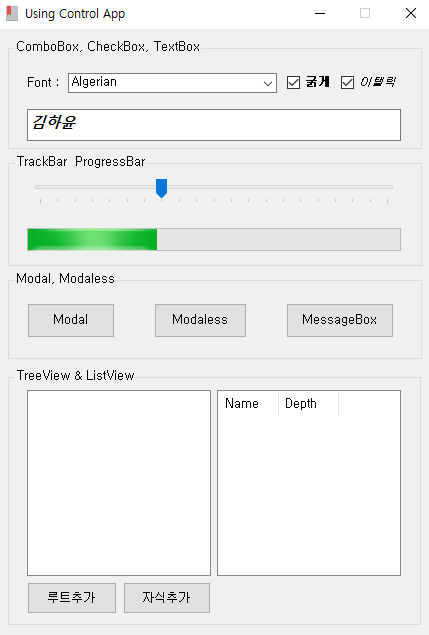 Using Control App
ComboBox, CheckBox, TextBox
Font : Algerian 굵게 이탤릭
김하윤
TrackBar ProgressBar
Modal, Modaless
Modal Modaless MessageBox
TreeView & ListView
Name Depth
루트추가 자식추가